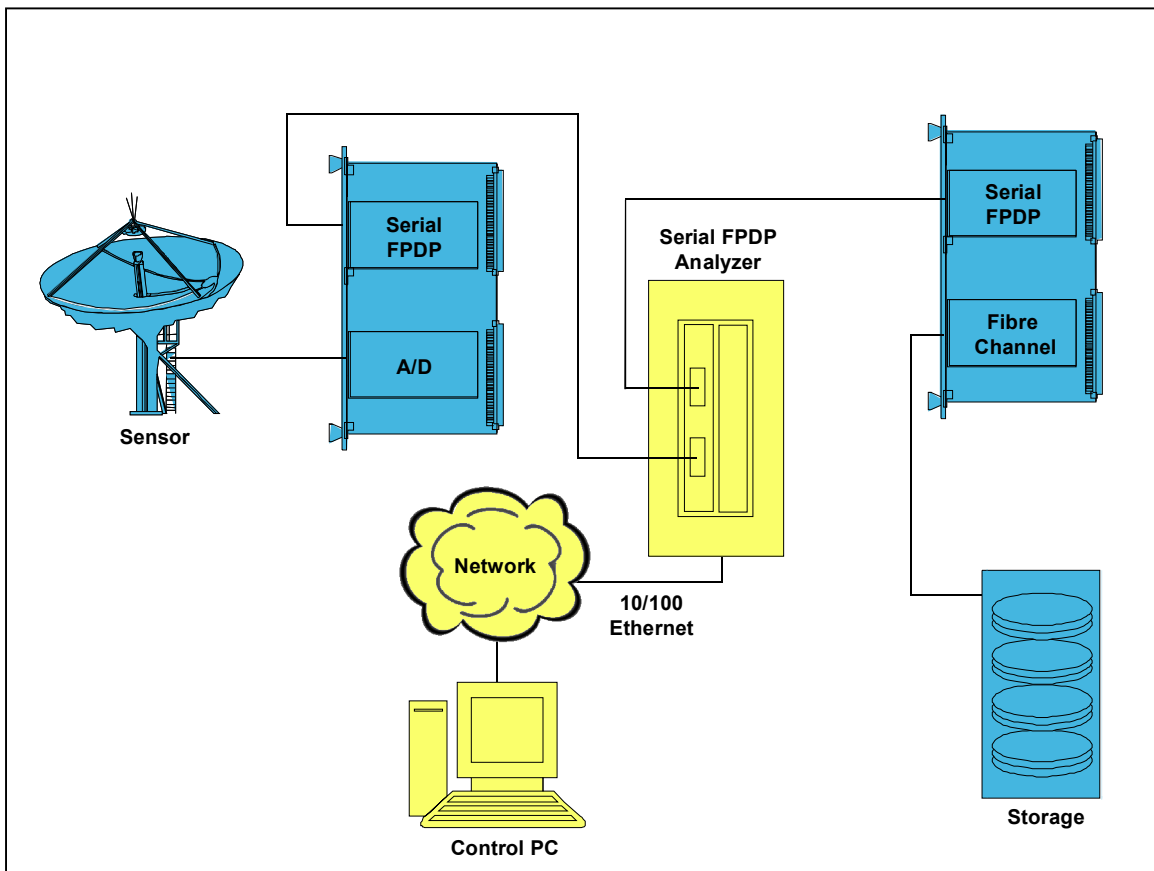 Serial
FPDP
A/D
Sensor
Serial FPDP
Analyzer
Serial
FPDP
Fibre
Channel
Network
10/100
Ethernet
Control PC
Storage